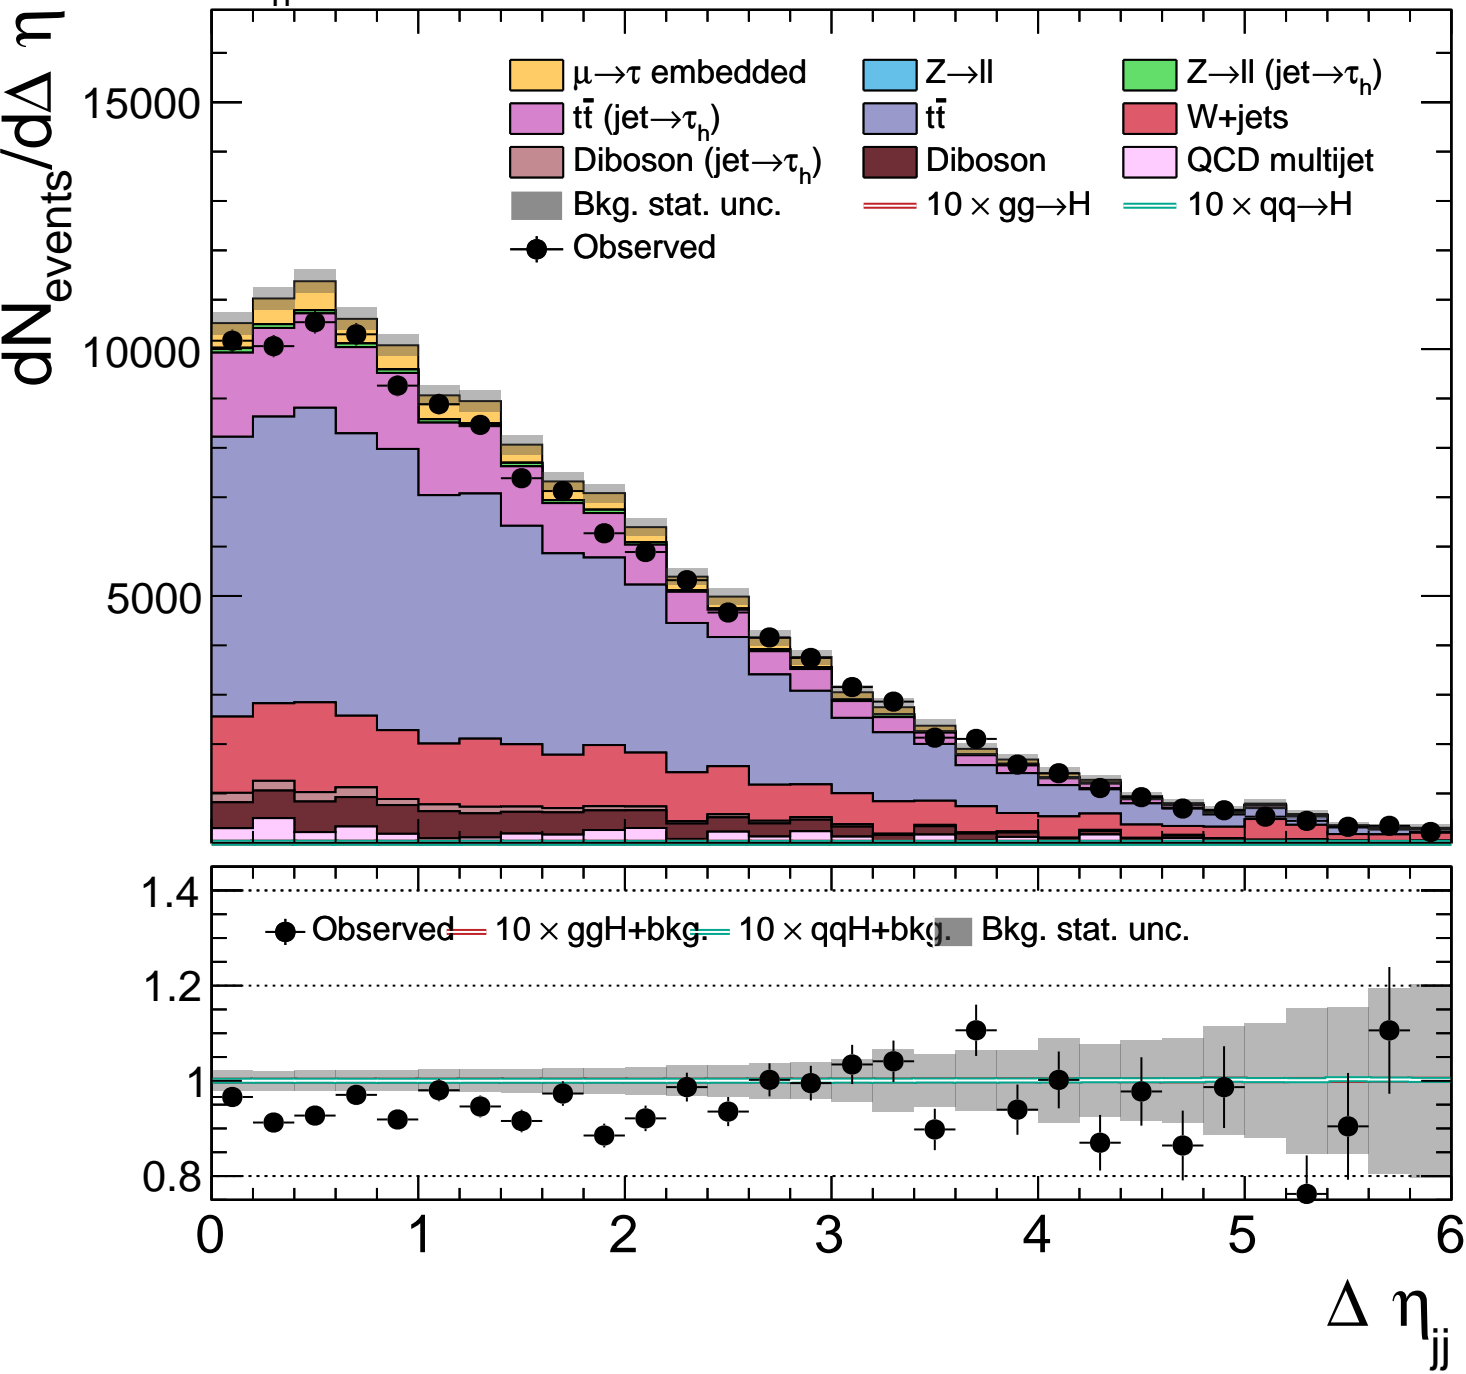 dN_events/dΔ η
15000
10000
5000
μ→τ embedded
Z→ll
Z→ll (jet→τ_h)
tt̄ (jet→τ_h)
tt̄
W+jets
Diboson (jet→τ_h)
Diboson
QCD multijet
Bkg. stat. unc.
10 × gg→H
10 × qq→H
Observed
1.4
1.2
1
0.8
Observed
10 × ggH+bkg.
10 × qqH+bkg.
Bkg. stat. unc.
0 1 2 3 4 5 6
Δ η_jj